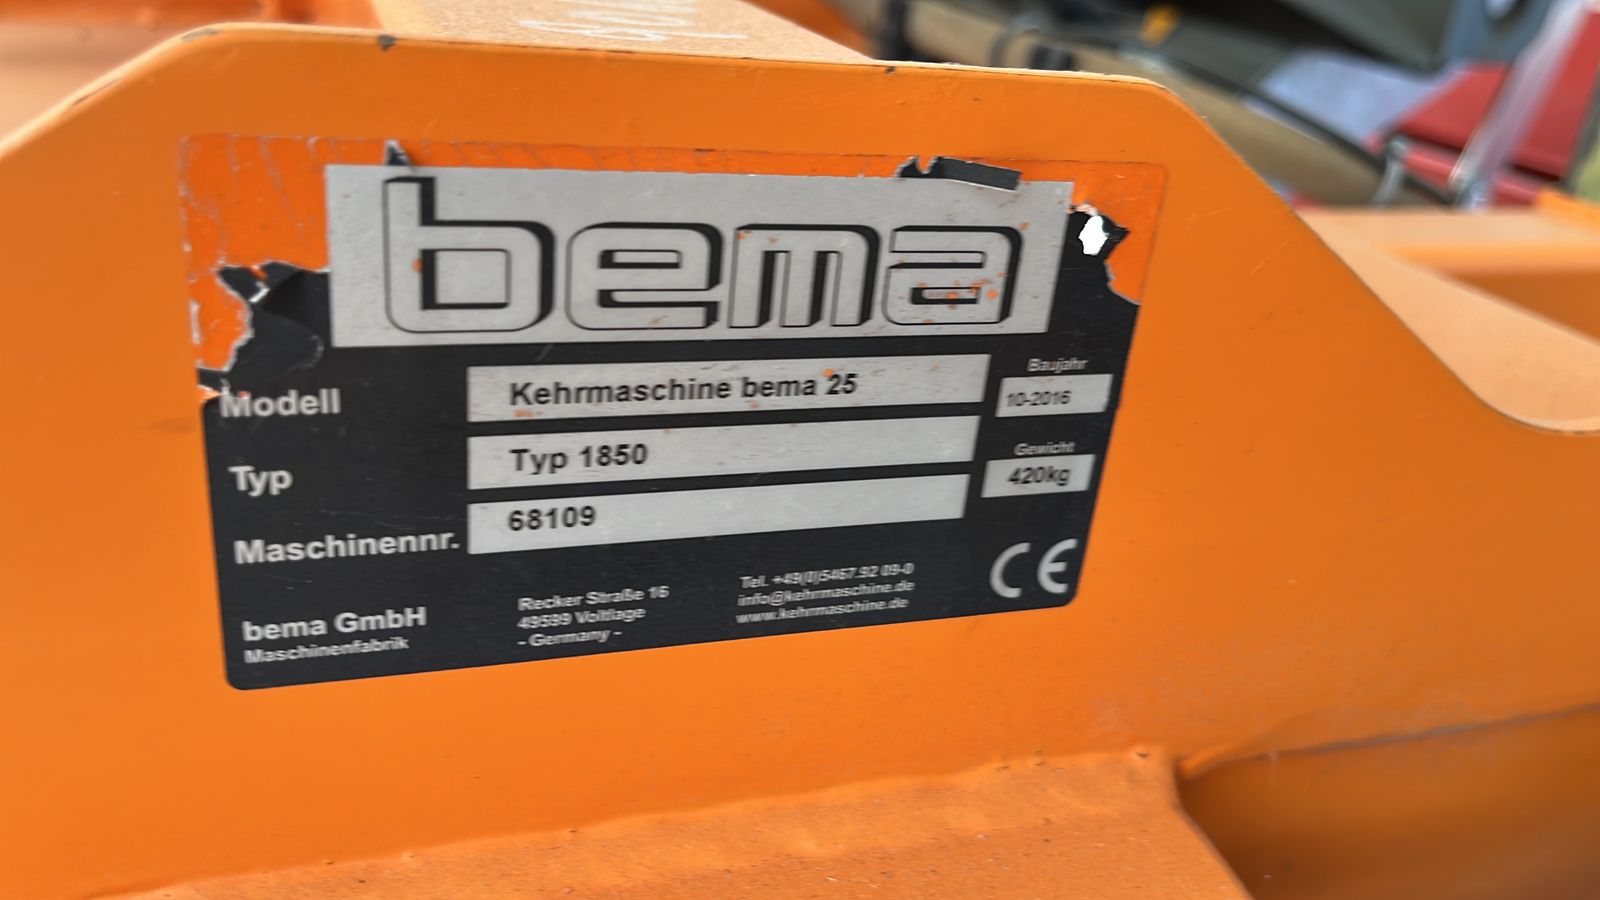 bema
Modell Kehrmaschine bema 25
Baujahr
10-2016
Typ Typ 1850
Gewicht
420kg
Maschinennr. 68109
CE
bema GmbH
Maschinenfabrik
Recker Straße 16
49599 Voltlage
- Germany -
Tel. +49(0)5467.92 09-0
info@kehrmaschine.de
www.kehrmaschine.de